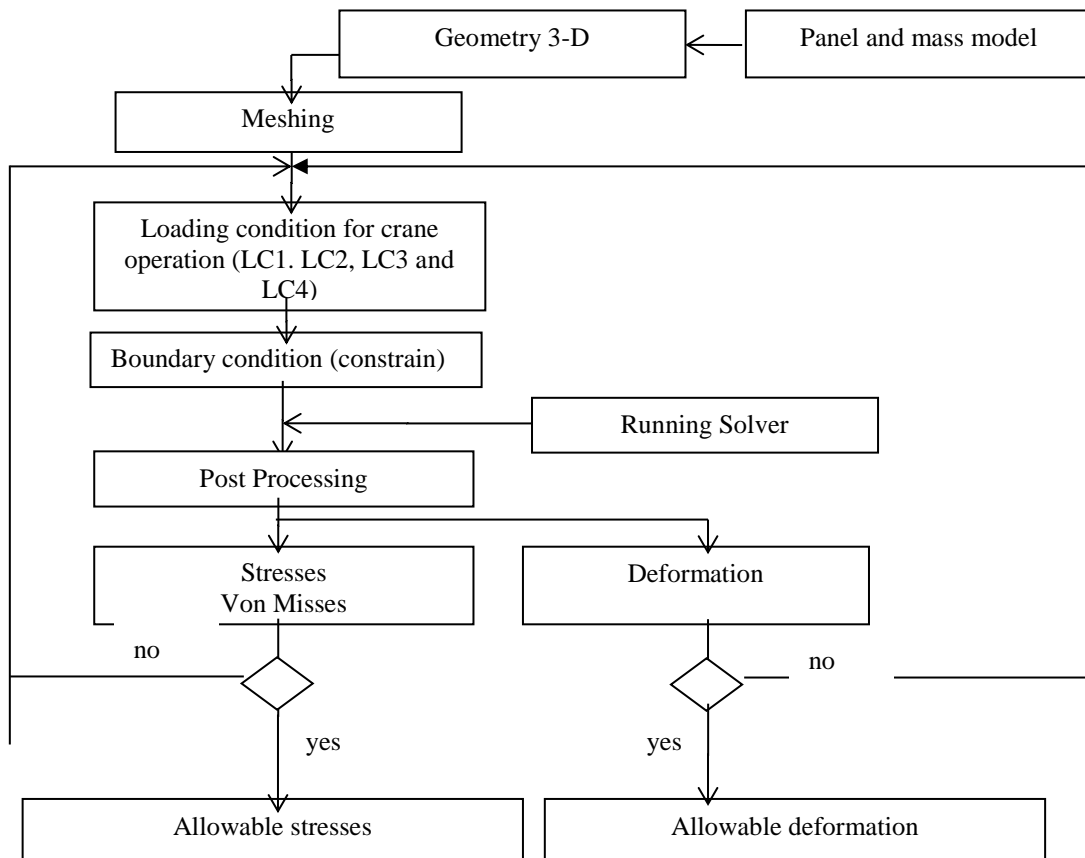 Geometry 3-D
Panel and mass model
Meshing
Loading condition for crane
operation (LC1. LC2, LC3 and
LC4)
Boundary condition (constrain)
Running Solver
Post Processing
Stresses
Von Misses
Deformation
no
no
yes
yes
Allowable stresses
Allowable deformation